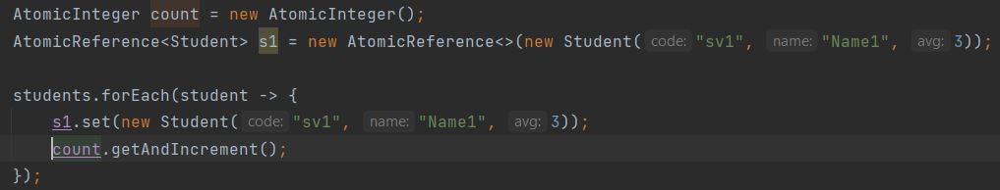 AtomicInteger count = new AtomicInteger();
AtomicReference<Student> s1 = new AtomicReference<>(new Student( code: "sv1", name: "Name1", avg: 3));
students.forEach(student -> {
s1.set(new Student( code: "sv1", name: "Name1", avg: 3));
count.getAndIncrement();
});